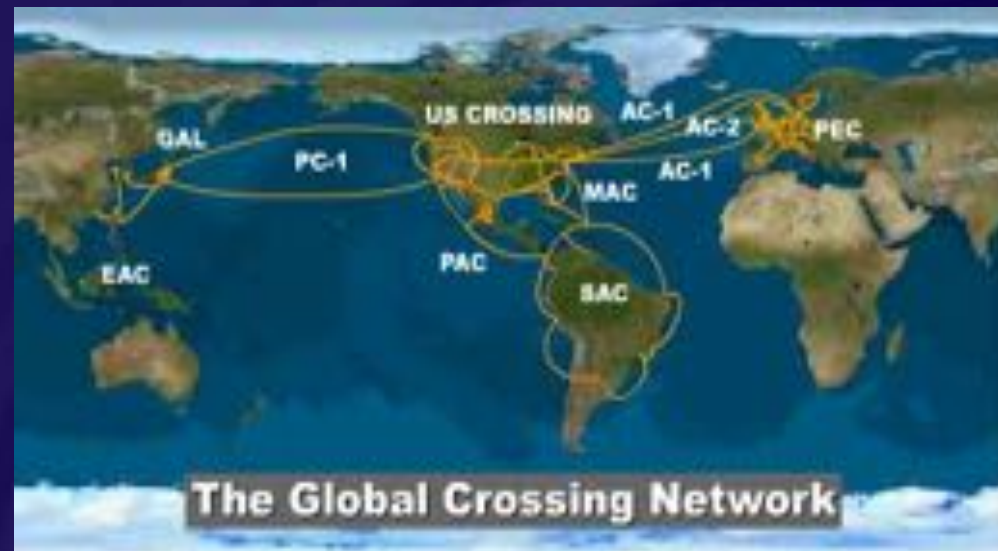 US CROSSING
AC-1
AC-2
PEC
GAL
PC-1
AC-1
MAC
PAC
EAC
SAC
The Global Crossing Network